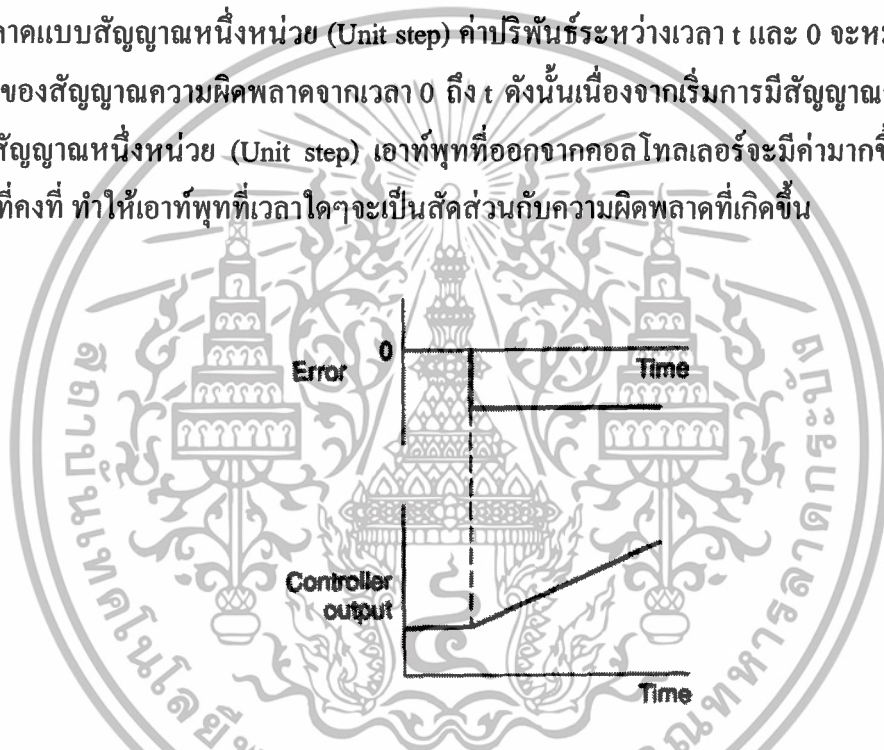 ลาดแบบสัญญาณหนึ่งหน่วย (Unit step) ค่าปริพันธ์ระหว่างเวลา t และ 0 จะห
ของสัญญาณความผิดพลาดจากเวลา 0 ถึง t ดังนั้นเนื่องจากเริ่มการมีสัญญาณ
สัญญาณหนึ่งหน่วย (Unit step) เอาท์พุทที่ออกจากคอลโทลเลอร์จะมีค่ามากขึ้
ที่คงที่ ทำให้เอาท์พุทที่เวลาใดๆจะเป็นสัดส่วนกับความผิดพลาดที่เกิดขึ้น
0
Error
Time
Controller
output
Time